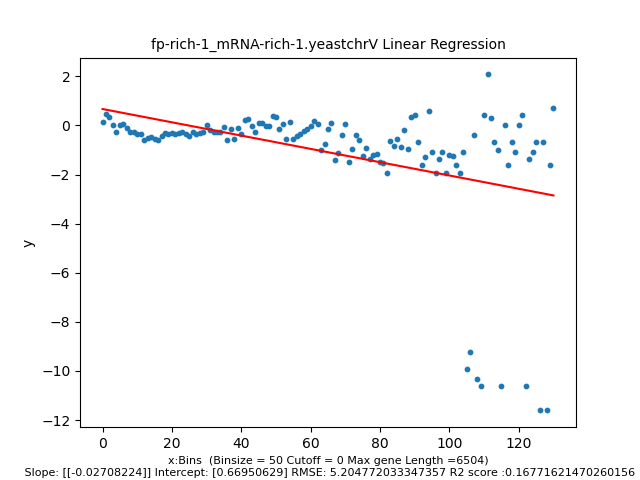 fp-rich-1_mRNA-rich-1.yeastchrV Linear Regression
2
0
−2
−4
−6
−8
−10
−12
y
0 20 40 60 80 100 120
x:Bins (Binsize = 50 Cutoff = 0 Max gene Length =6504)
Slope: [[-0.02708224]] Intercept: [0.66950629] RMSE: 5.204772033347357 R2 score :0.16771621470260156